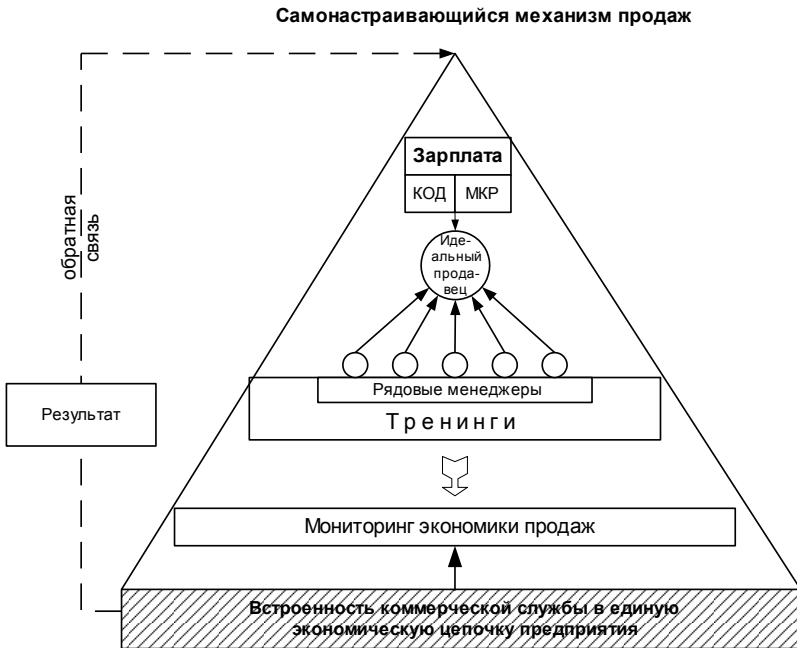 Самонастраивающийся механизм продаж
Зарплата
КОД МКР
Иде-
альный
прода-
вец
обратная
связь
Рядовые менеджеры
Тренинги
Результат
Мониторинг экономики продаж
Встроенность коммерческой службы в единую
экономическую цепочку предприятия